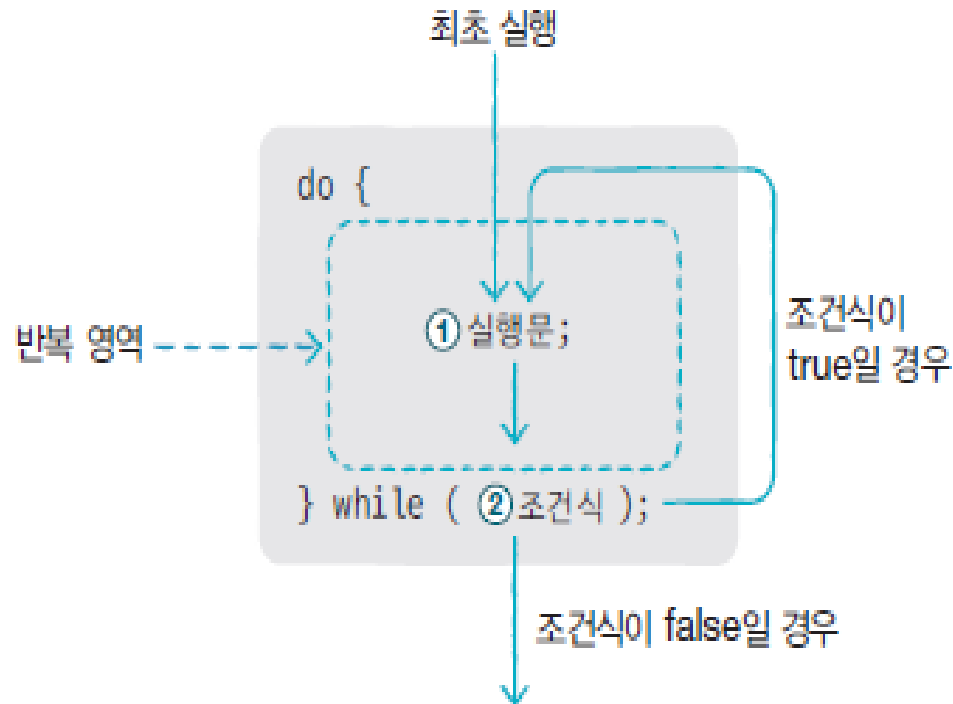 최초 실행
do {
① 실행문;
반복 영역
조건식이
true일 경우
} while ( ② 조건식 );
조건식이 false일 경우